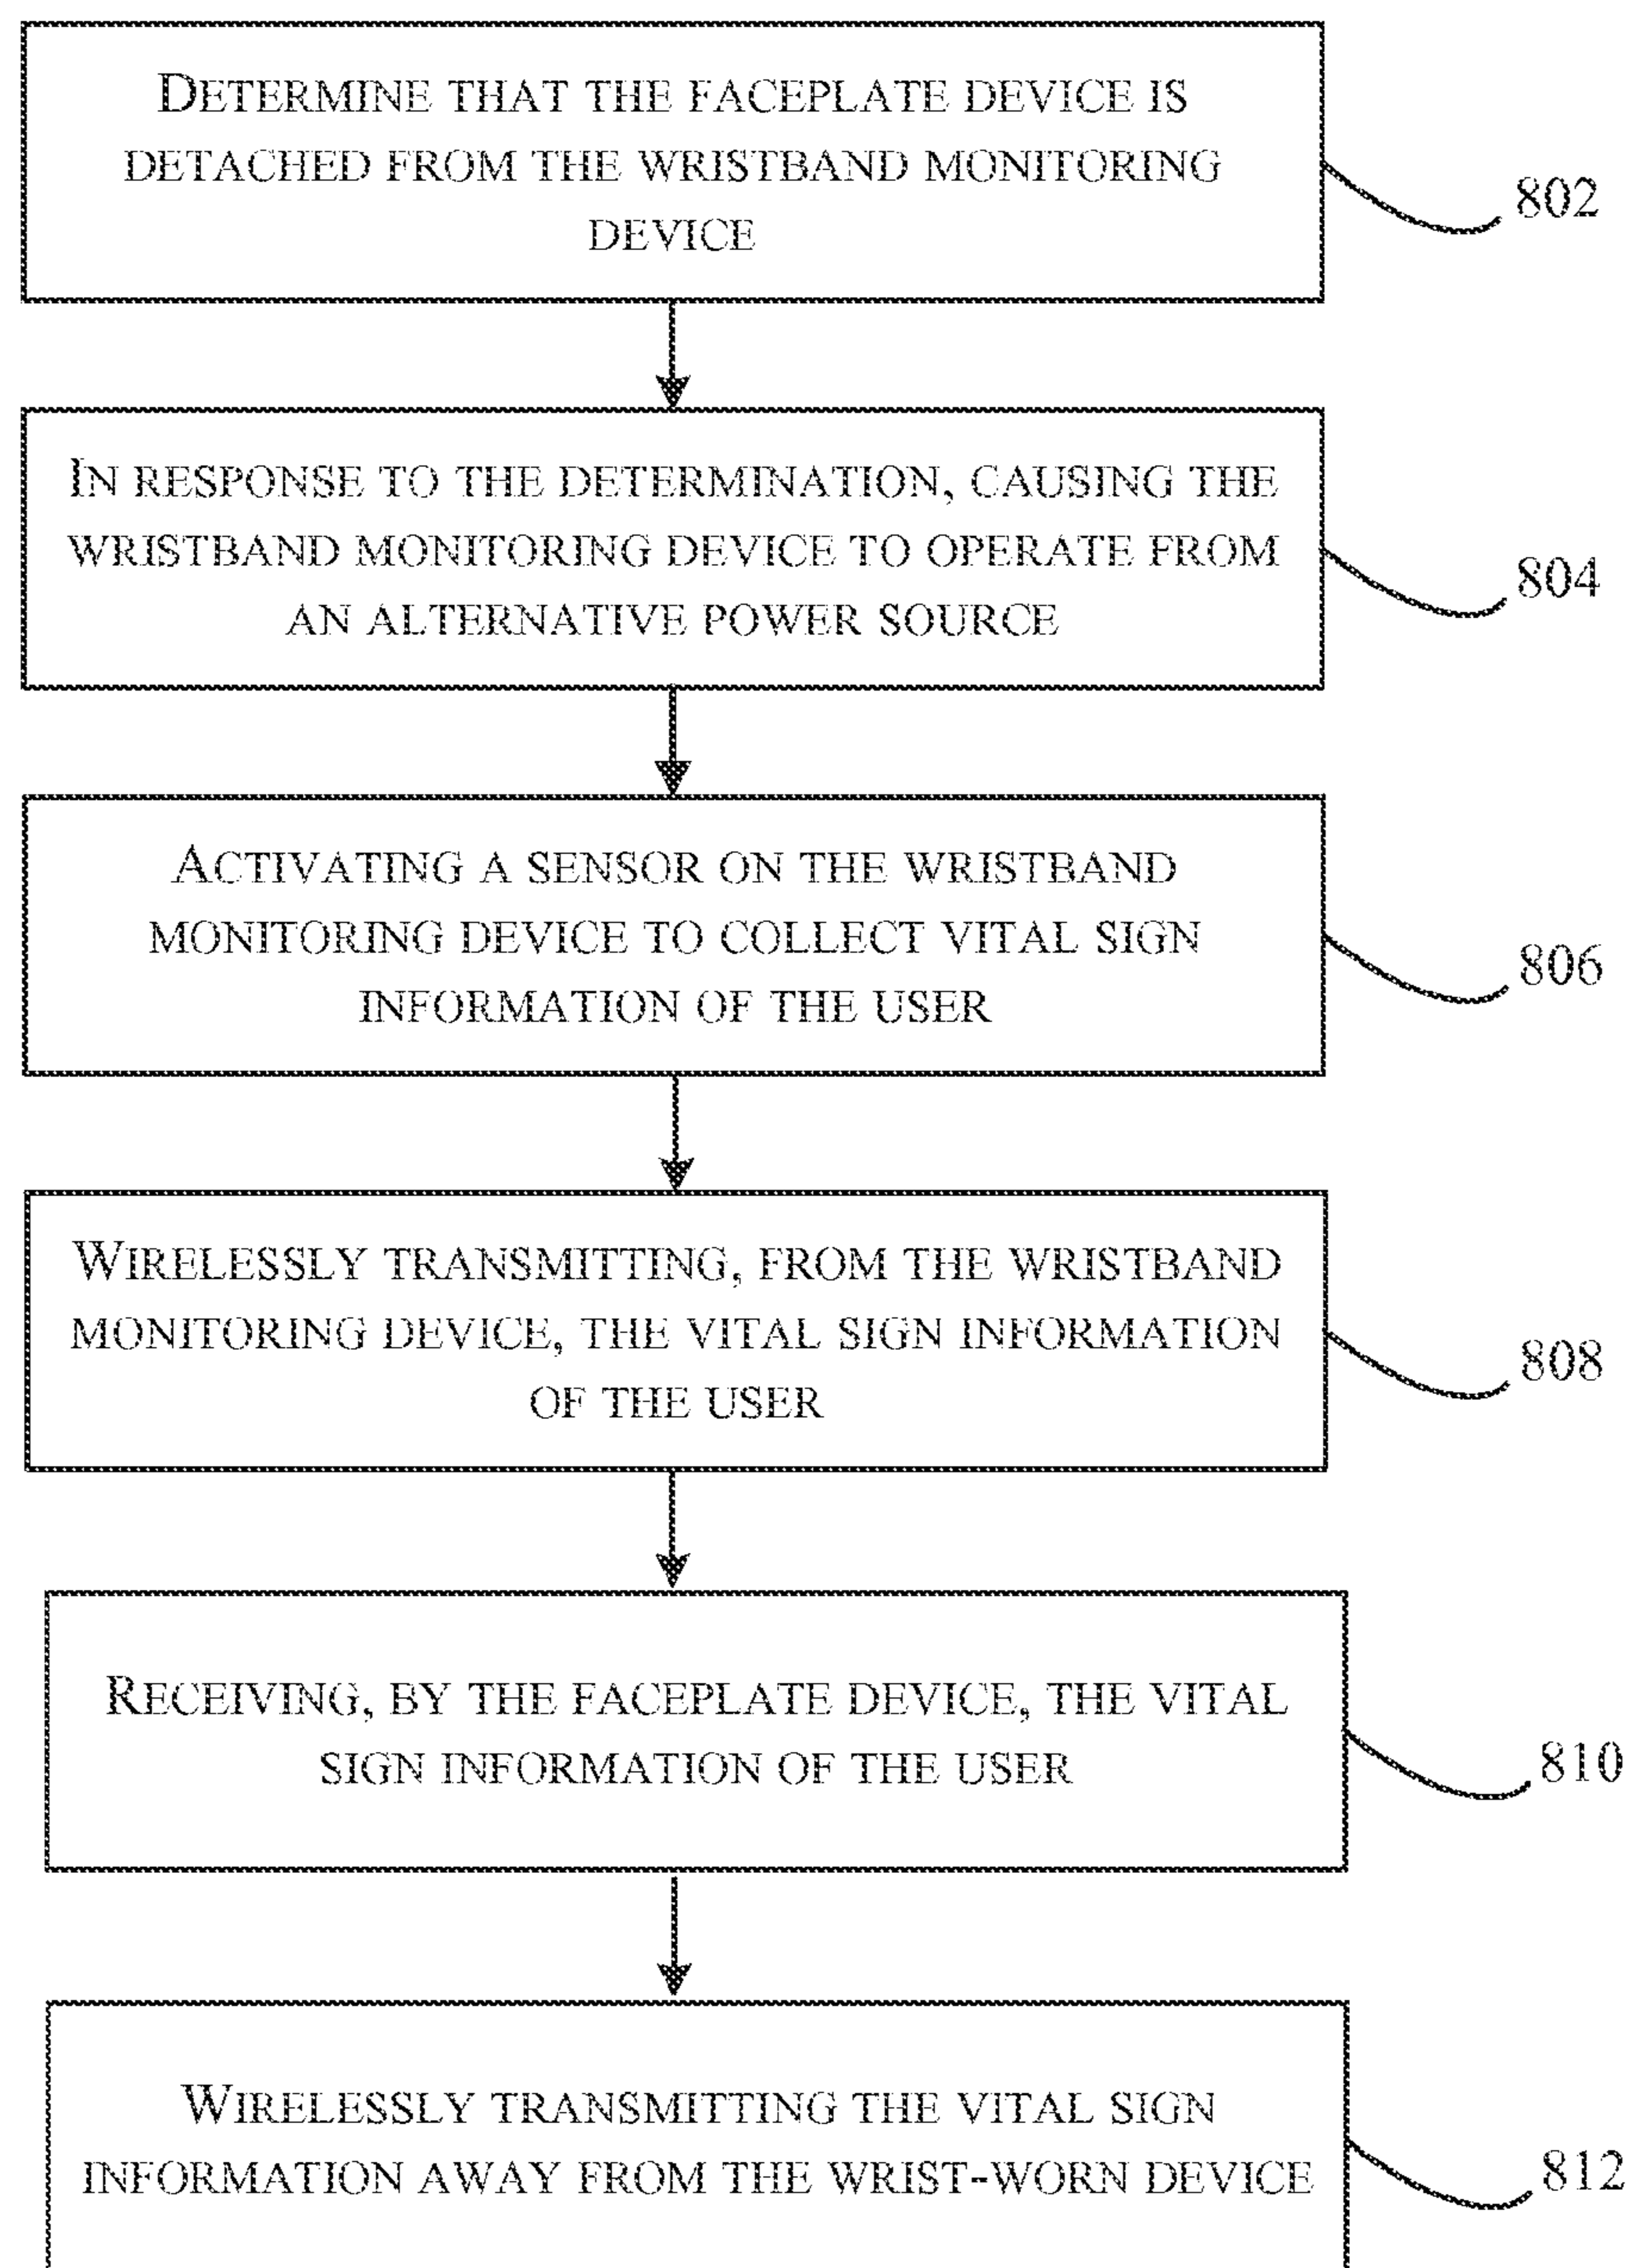 DETERMINE THAT THE FACEPLATE DEVICE IS
DETACHED FROM THE WRISTBAND MONITORING
DEVICE
802
IN RESPONSE TO THE DETERMINATION, CAUSING THE
WRISTBAND MONITORING DEVICE TO OPERATE FROM
AN ALTERNATIVE POWER SOURCE
804
ACTIVATING A SENSOR ON THE WRISTBAND
MONITORING DEVICE TO COLLECT VITAL SIGN
INFORMATION OF THE USER
806
WIRELESSLY TRANSMITTING, FROM THE WRISTBAND
MONITORING DEVICE, THE VITAL SIGN INFORMATION
OF THE USER
808
RECEIVING, BY THE FACEPLATE DEVICE, THE VITAL
SIGN INFORMATION OF THE USER
810
WIRELESSLY TRANSMITTING THE VITAL SIGN
INFORMATION AWAY FROM THE WRIST-WORN DEVICE
812